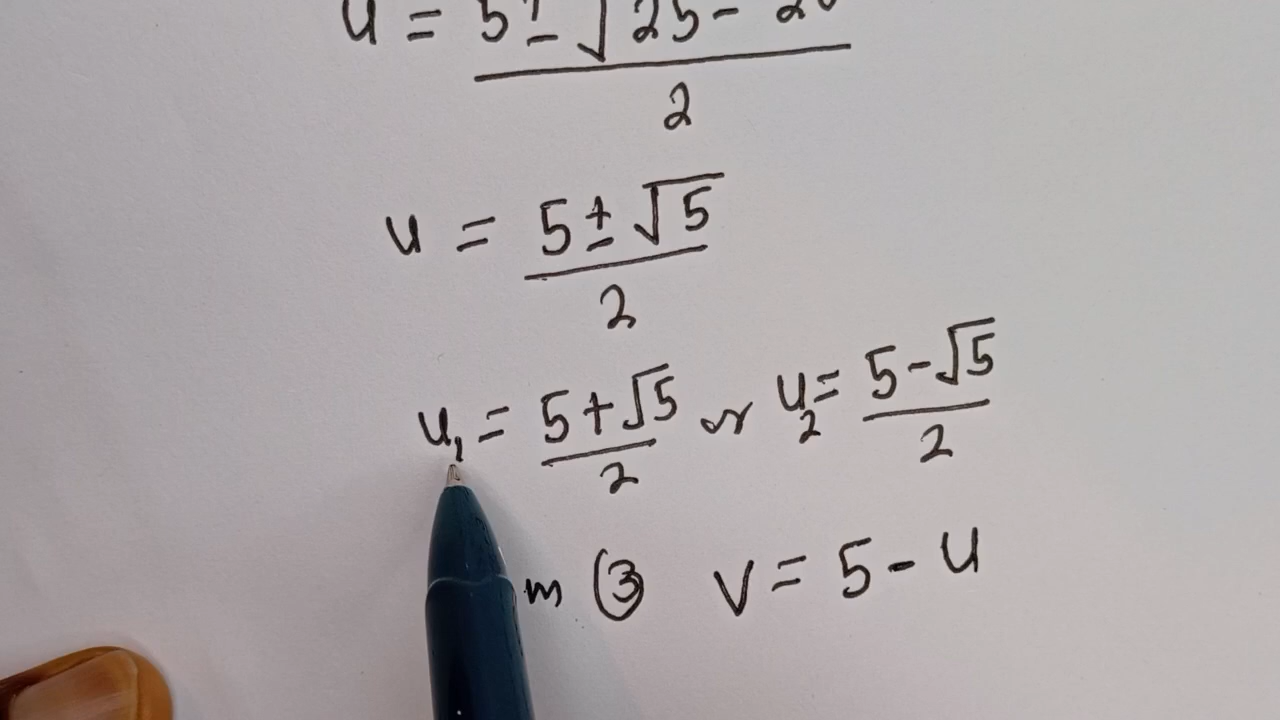 u = 5 ± √25 - 20 / 2
u = 5 ± √5 / 2
u₁ = 5 + √5 / 2 or u₂ = 5 - √5 / 2
m ③ v = 5 - u